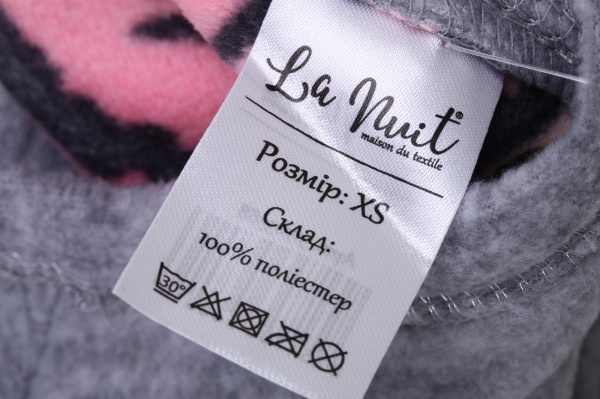 La Nuit®
maison du textile
Розмір: XS
Склад:
100% поліестер
30°